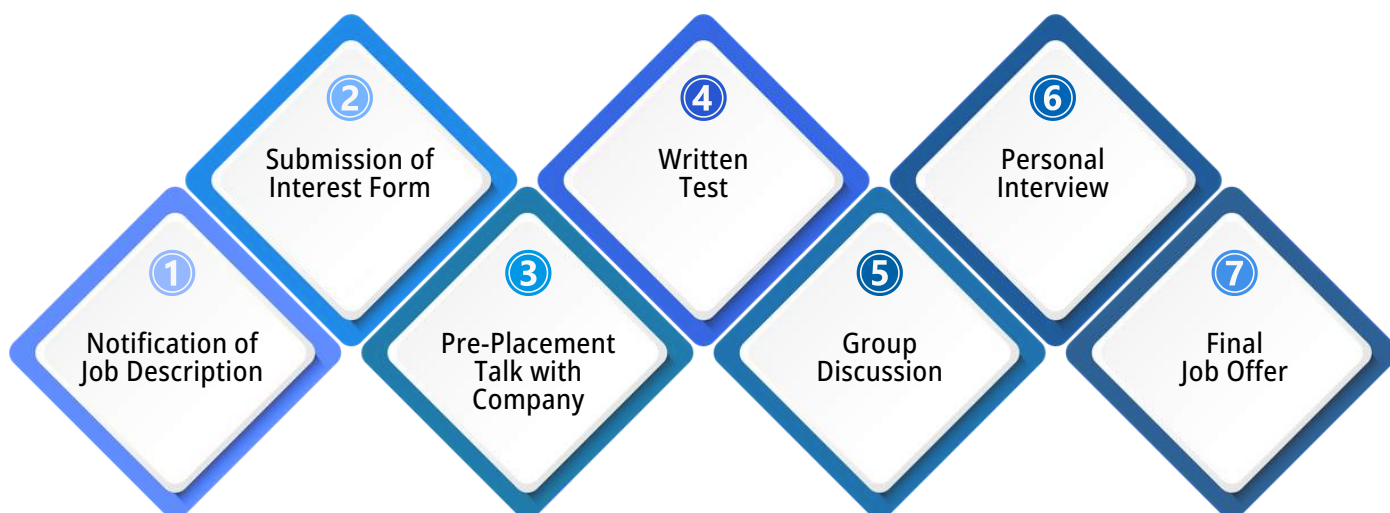 1
Notification of
Job Description
2
Submission of
Interest Form
3
Pre-Placement
Talk with
Company
4
Written
Test
5
Group
Discussion
6
Personal
Interview
7
Final
Job Offer